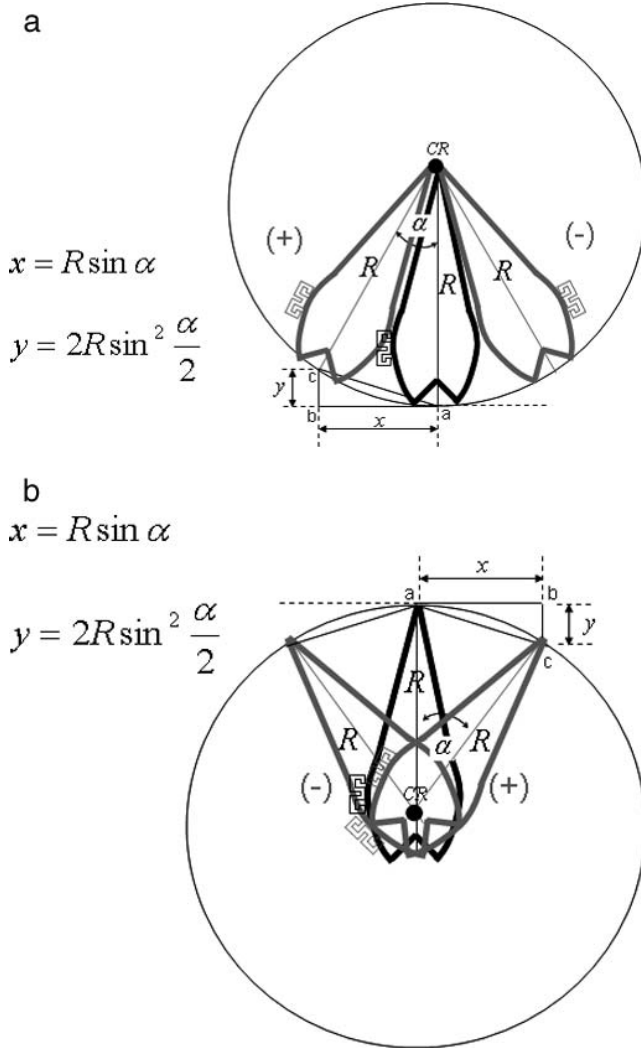 a
CR
(+)
α
(-)
R
R
R
x = R sin α
y = 2R sin² α/2
c
y
b
x
a
b
x = R sin α
x
a
b
y = 2R sin² α/2
y
c
R
R
α
R
(-)
CR
(+)